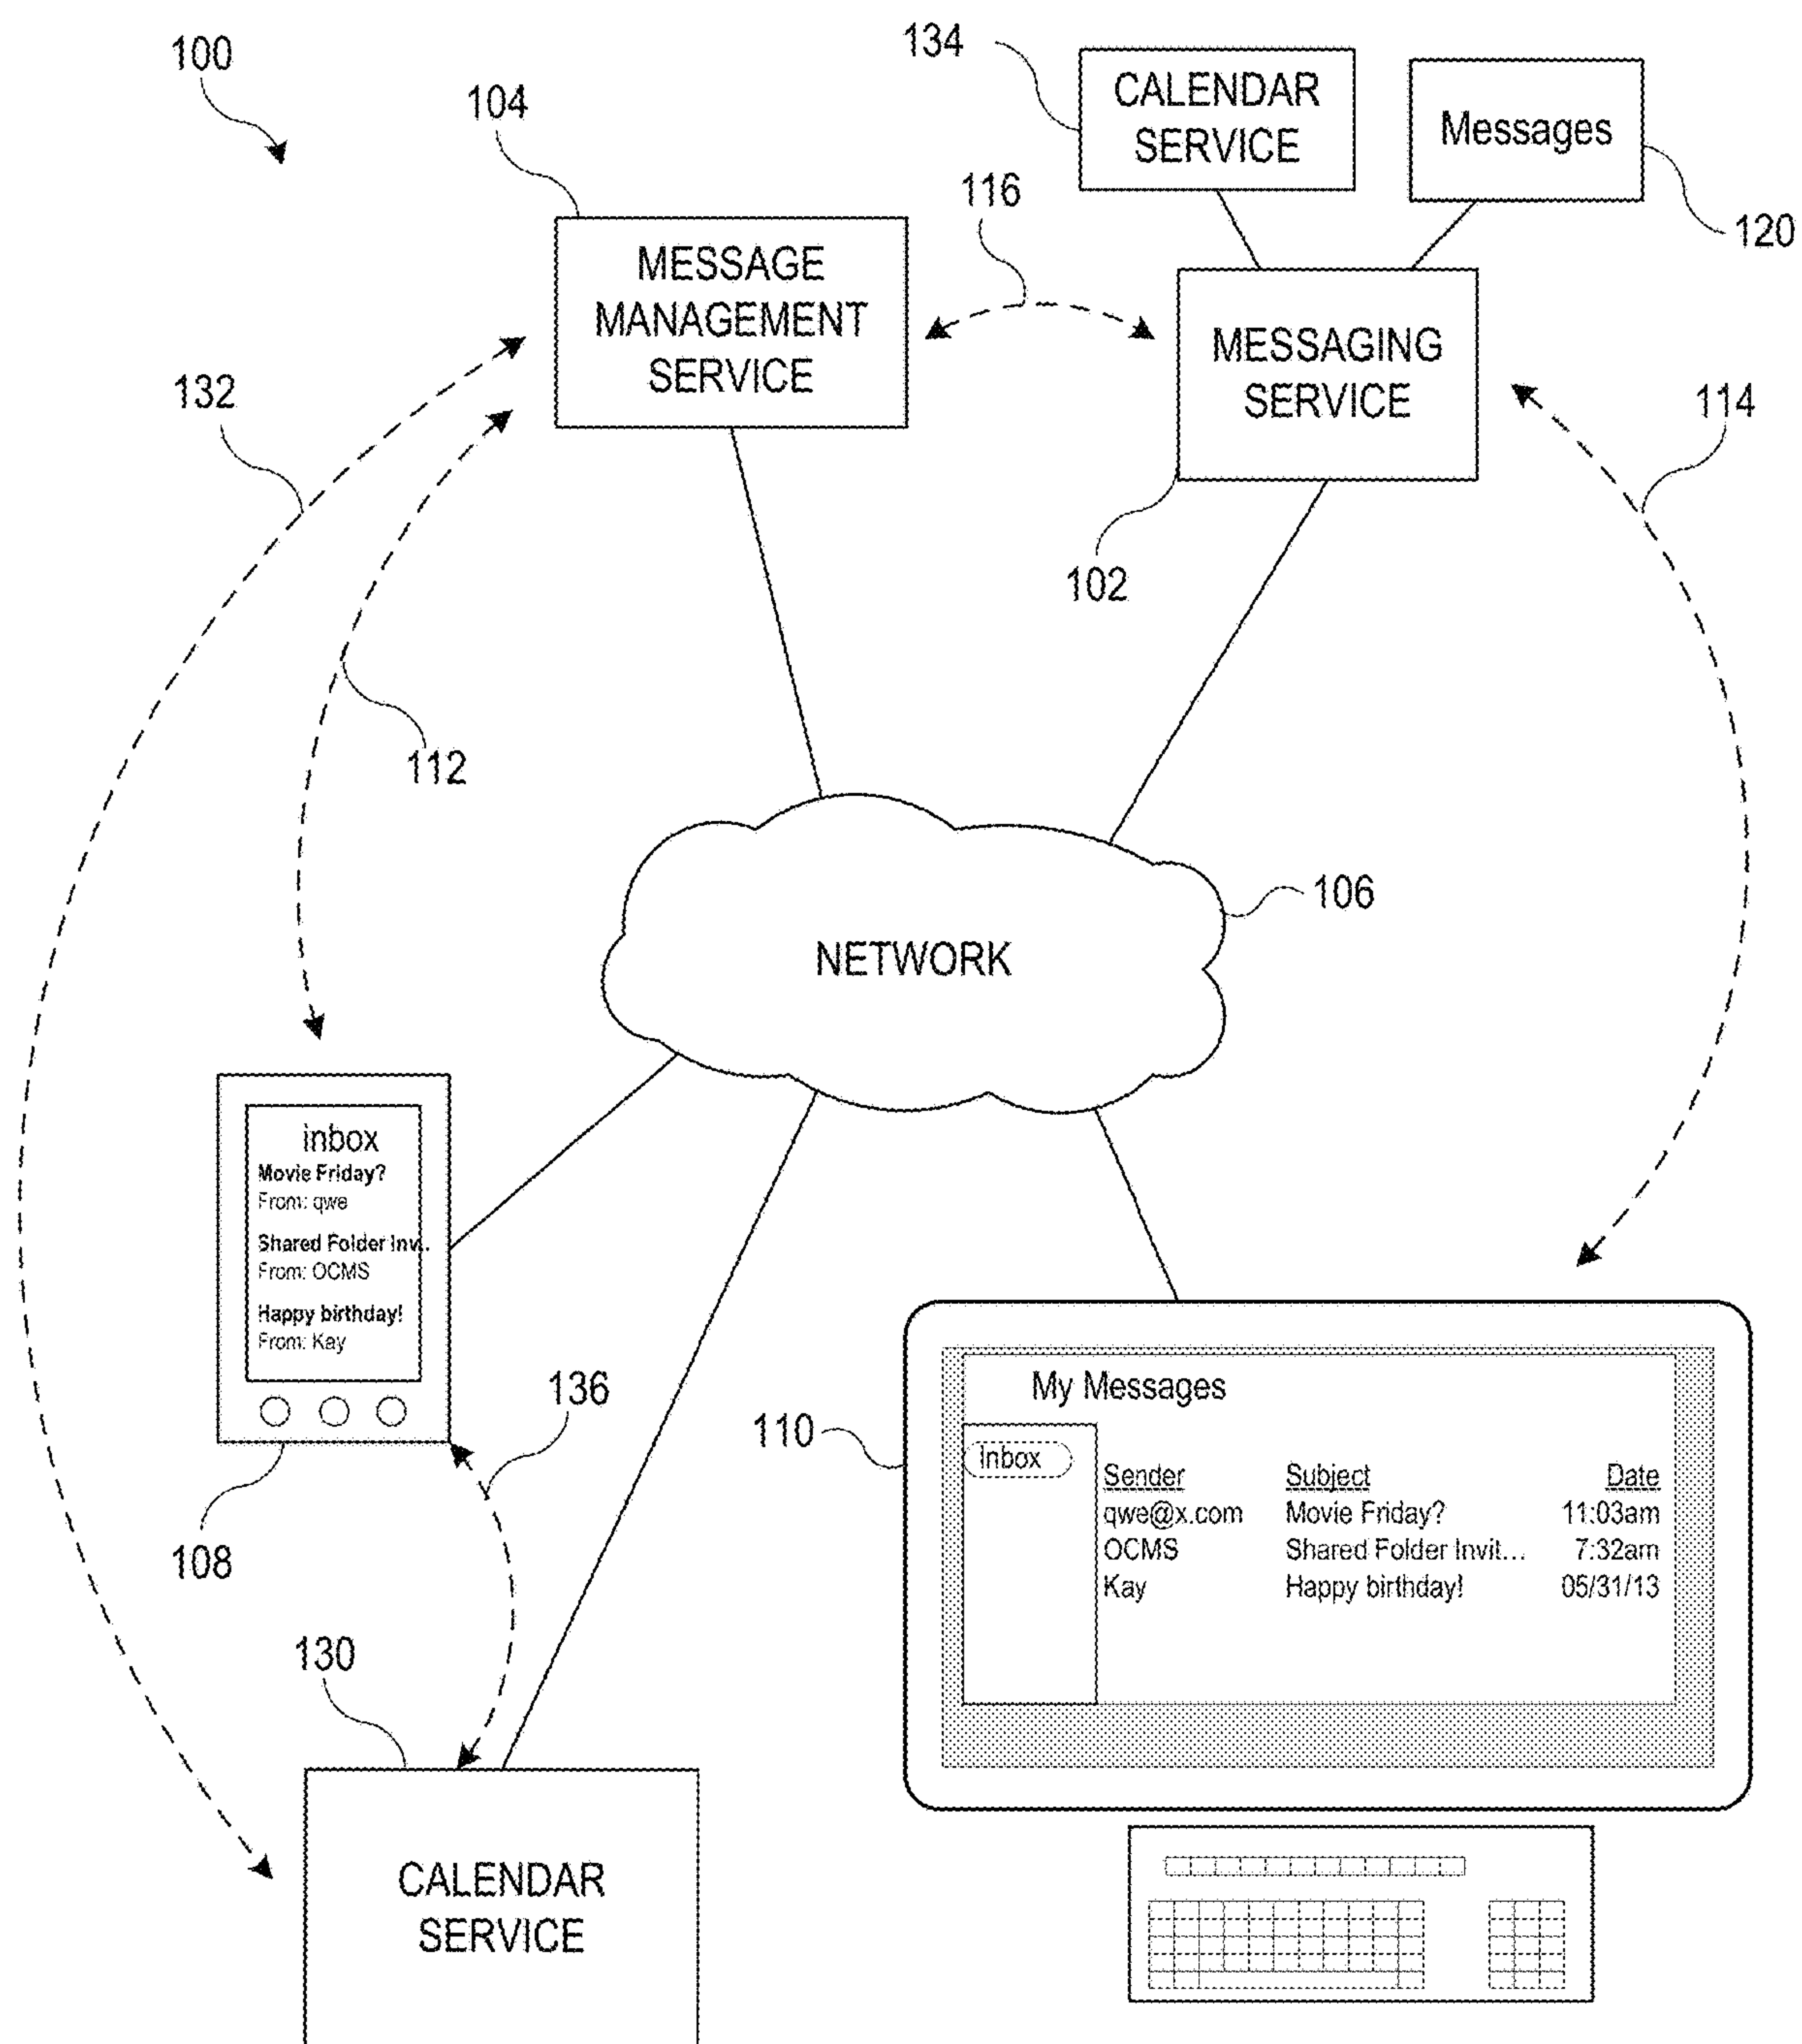 100
134
CALENDAR
SERVICE
Messages
104
116
120
MESSAGE
MANAGEMENT
SERVICE
MESSAGING
SERVICE
132
114
102
112
106
NETWORK
inbox
Movie Friday?
From: qwe
Shared Folder Inv..
From: OCMS
Happy birthday!
From: Kay
136
108
110
My Messages
Inbox
Sender Subject Date
qwe@x.com Movie Friday? 11:03am
OCMS Shared Folder Invit... 7:32am
Kay Happy birthday! 05/31/13
130
CALENDAR
SERVICE